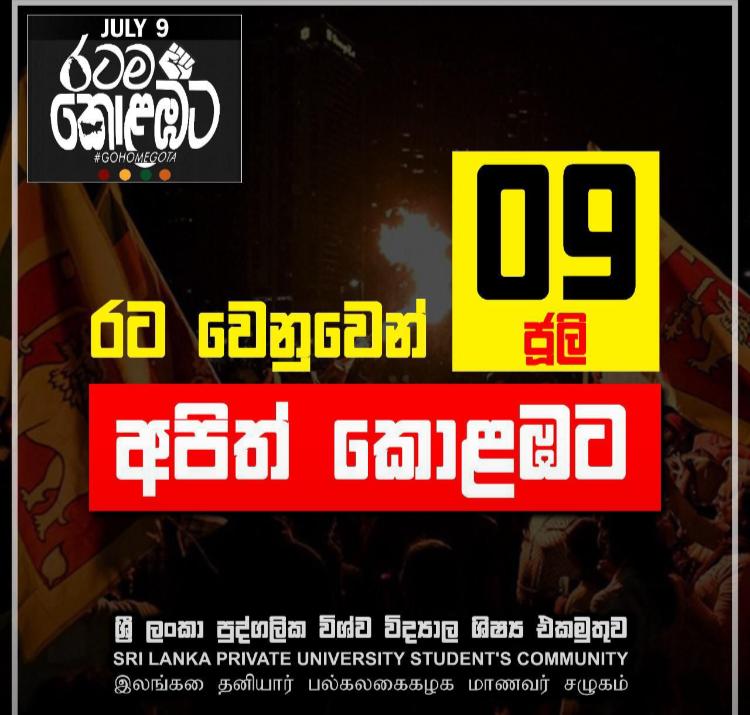 JULY 9
රටම
කොළඹට
#GOHOMEGOTA
09
ජූලි
රට වෙනුවෙන්
අපිත් කොළඹට
ශ්‍රී ලංකා පුද්ගලික විශ්ව විද්‍යාල ශිෂ්‍ය එකමුතුව
SRI LANKA PRIVATE UNIVERSITY STUDENT'S COMMUNITY
இலங்கை தனியார் பல்கலகைகழக மாணவர் சமுகம்